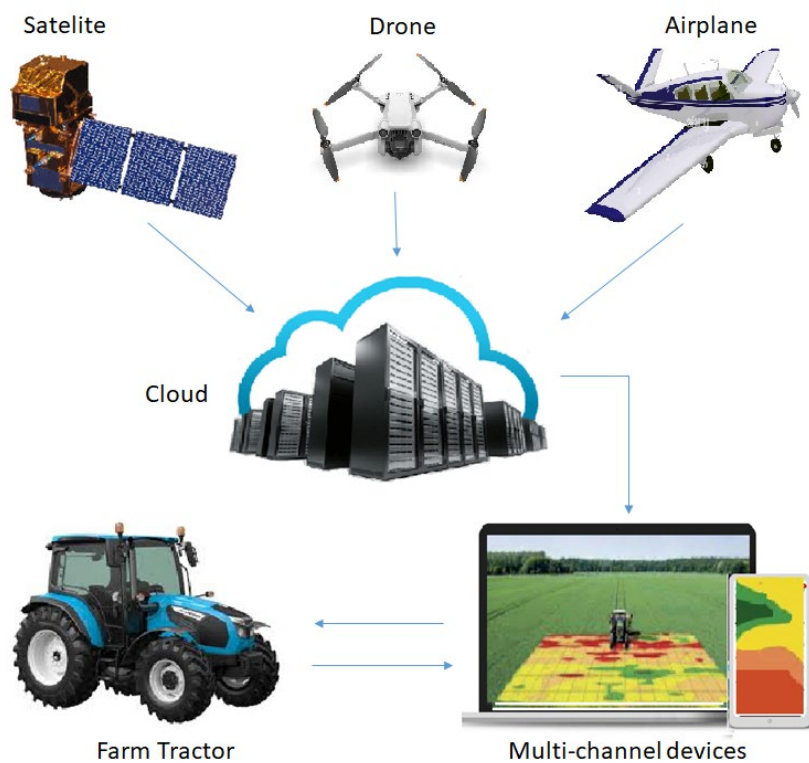 Satelite
Drone
Airplane
Cloud
Farm Tractor
Multi-channel devices